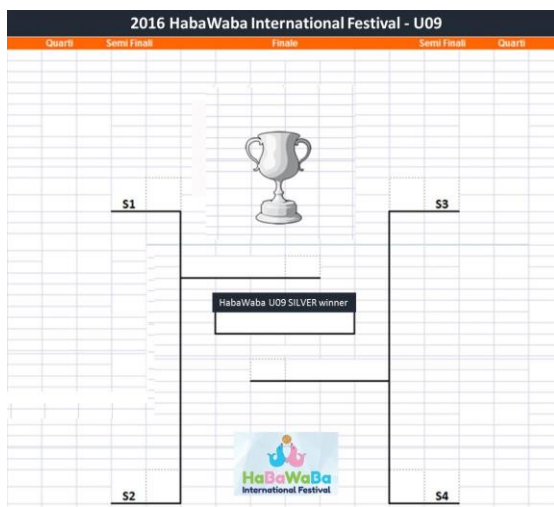 2016 HabaWaba International Festival - U09
Quarti Semi Finali Finale Semi Finali Quarti
S1 S3
HabaWaba U09 SILVER winner
HaBaWaBa
International Festival
S2 S4